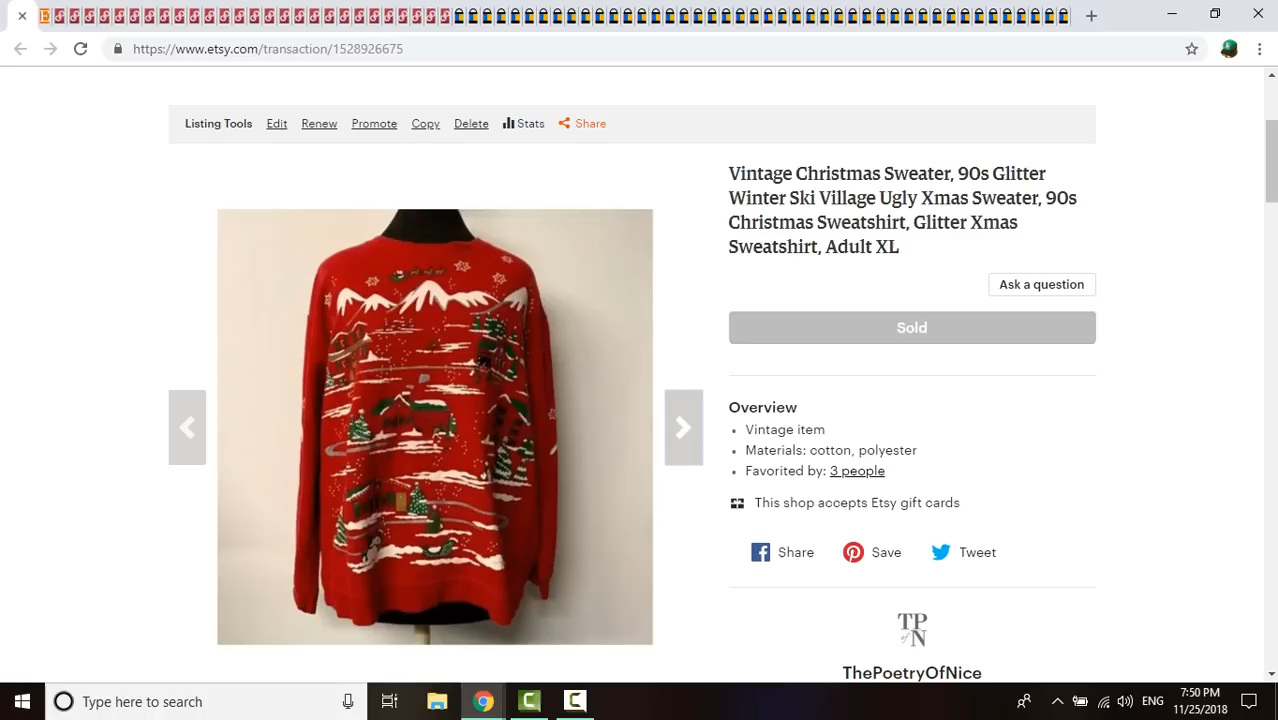 https://www.etsy.com/transaction/1528926675
Listing Tools Edit Renew Promote Copy Delete Stats Share
Vintage Christmas Sweater, 90s Glitter
Winter Ski Village Ugly Xmas Sweater, 90s
Christmas Sweatshirt, Glitter Xmas
Sweatshirt, Adult XL
Ask a question
Sold
Overview
• Vintage item
• Materials: cotton, polyester
• Favorited by: 3 people
This shop accepts Etsy gift cards
Share Save Tweet
TP
of N
ThePoetryOfNice
Type here to search
ENG
7:50 PM
11/25/2018